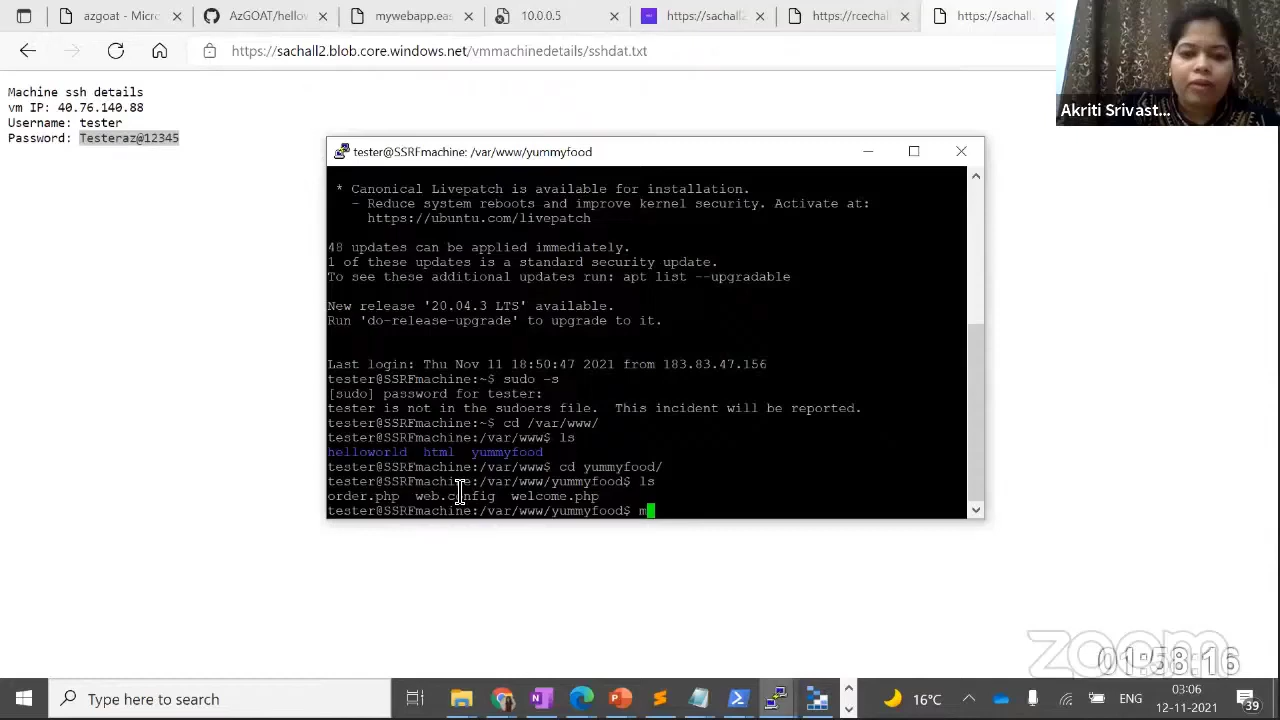 azgoat - Micro
AzGOAT/hellov
mywebapp.eas
10.0.0.5
https://sachall2
https://rcechall
https://sachall
https://sachall2.blob.core.windows.net/vmmachinedetails/sshdat.txt
Machine ssh details
vm IP: 40.76.140.88
Username: tester
Password: Testeraz@12345
Akriti Srivast...
tester@SSRFmachine: /var/www/yummyfood
* Canonical Livepatch is available for installation.
- Reduce system reboots and improve kernel security. Activate at:
https://ubuntu.com/livepatch
48 updates can be applied immediately.
1 of these updates is a standard security update.
To see these additional updates run: apt list --upgradable
New release '20.04.3 LTS' available.
Run 'do-release-upgrade' to upgrade to it.
Last login: Thu Nov 11 18:50:47 2021 from 183.83.47.156
tester@SSRFmachine:~$ sudo -s
[sudo] password for tester:
tester is not in the sudoers file.  This incident will be reported.
tester@SSRFmachine:~$ cd /var/www/
tester@SSRFmachine:/var/www$ ls
helloworld  html  yummyfood
tester@SSRFmachine:/var/www$ cd yummyfood/
tester@SSRFmachine:/var/www/yummyfood$ ls
order.php  web.config  welcome.php
tester@SSRFmachine:/var/www/yummyfood$ m
zoom
01:58:16
Type here to search
16°C
ENG
03:06
12-11-2021
39